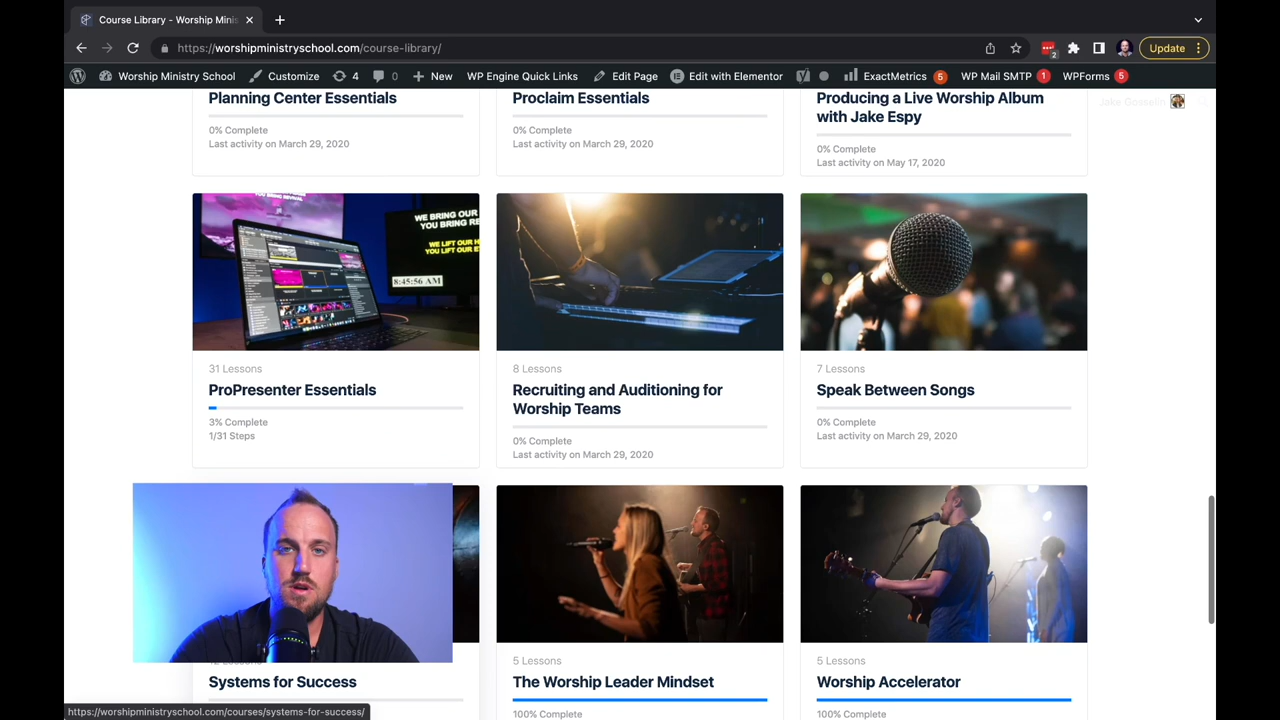 Course Library - Worship Minis
https://worshipministryschool.com/course-library/
2
Update
Worship Ministry School
Customize
4
0
New
WP Engine Quick Links
Edit Page
Edit with Elementor
ExactMetrics
5
WP Mail SMTP
1
WPForms
5
Jake Gosselin
Planning Center Essentials
0% Complete
Last activity on March 29, 2020
Proclaim Essentials
0% Complete
Last activity on March 29, 2020
Producing a Live Worship Album
with Jake Espy
0% Complete
Last activity on May 17, 2020
WE BRING OUR
YOU BRING RE
WE LIFT OUR
YOU LIFT OUR
8:45:56 AM
31 Lessons
ProPresenter Essentials
3% Complete
1/31 Steps
8 Lessons
Recruiting and Auditioning for
Worship Teams
0% Complete
Last activity on March 29, 2020
7 Lessons
Speak Between Songs
0% Complete
Last activity on March 29, 2020
Systems for Success
5 Lessons
The Worship Leader Mindset
100% Complete
5 Lessons
Worship Accelerator
100% Complete
https://worshipministryschool.com/courses/systems-for-success/